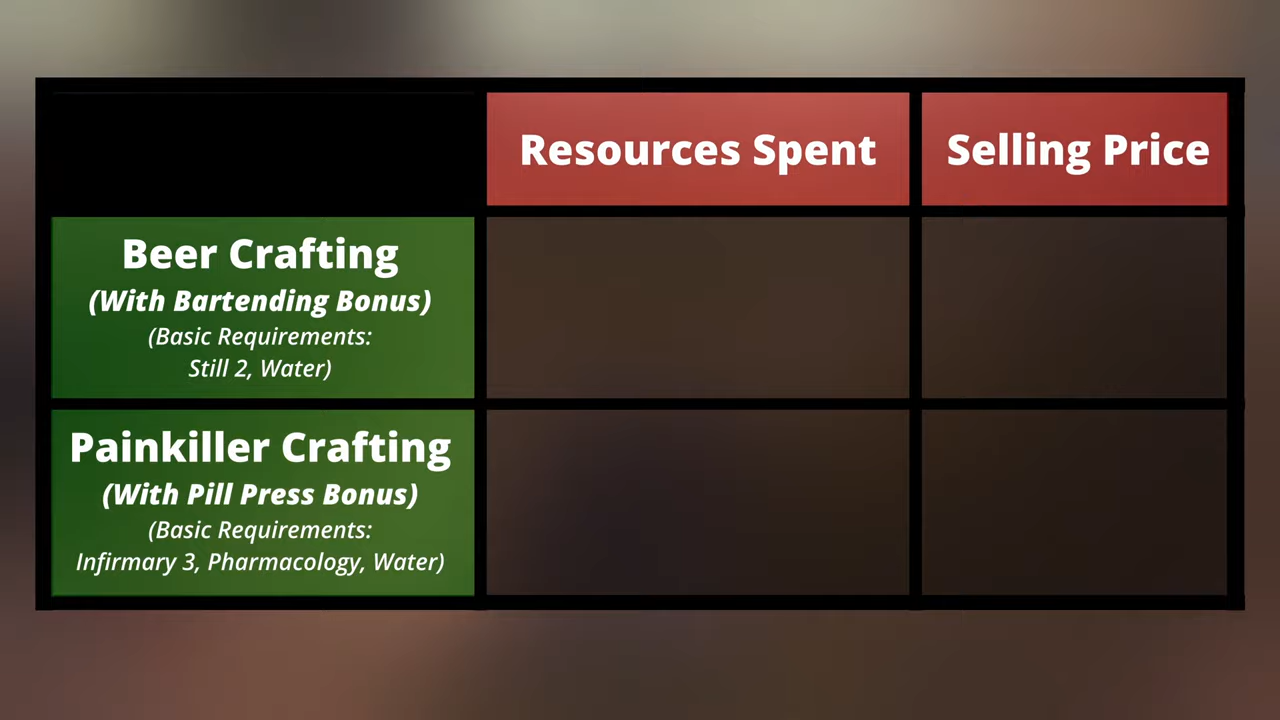 Resources Spent
Selling Price
Beer Crafting
(With Bartending Bonus)
(Basic Requirements:
Still 2, Water)
Painkiller Crafting
(With Pill Press Bonus)
(Basic Requirements:
Infirmary 3, Pharmacology, Water)